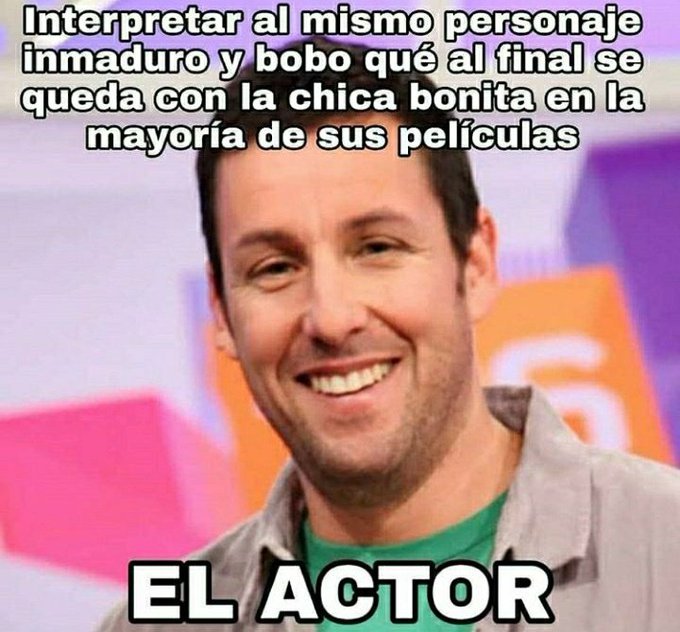 Interpretar al mismo personaje
inmaduro y bobo qué al final se
queda con la chica bonita en la
mayoría de sus películas
EL ACTOR